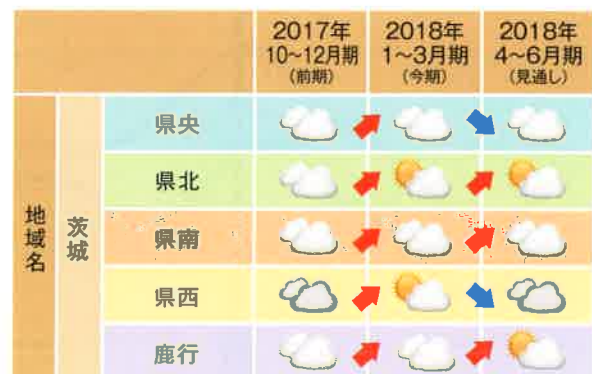 2017年
10~12月期
(前期)
2018年
1~3月期
(今期)
2018年
4~6月期
(見通し)
地域名
茨城
県央
県北
県南
県西
鹿行